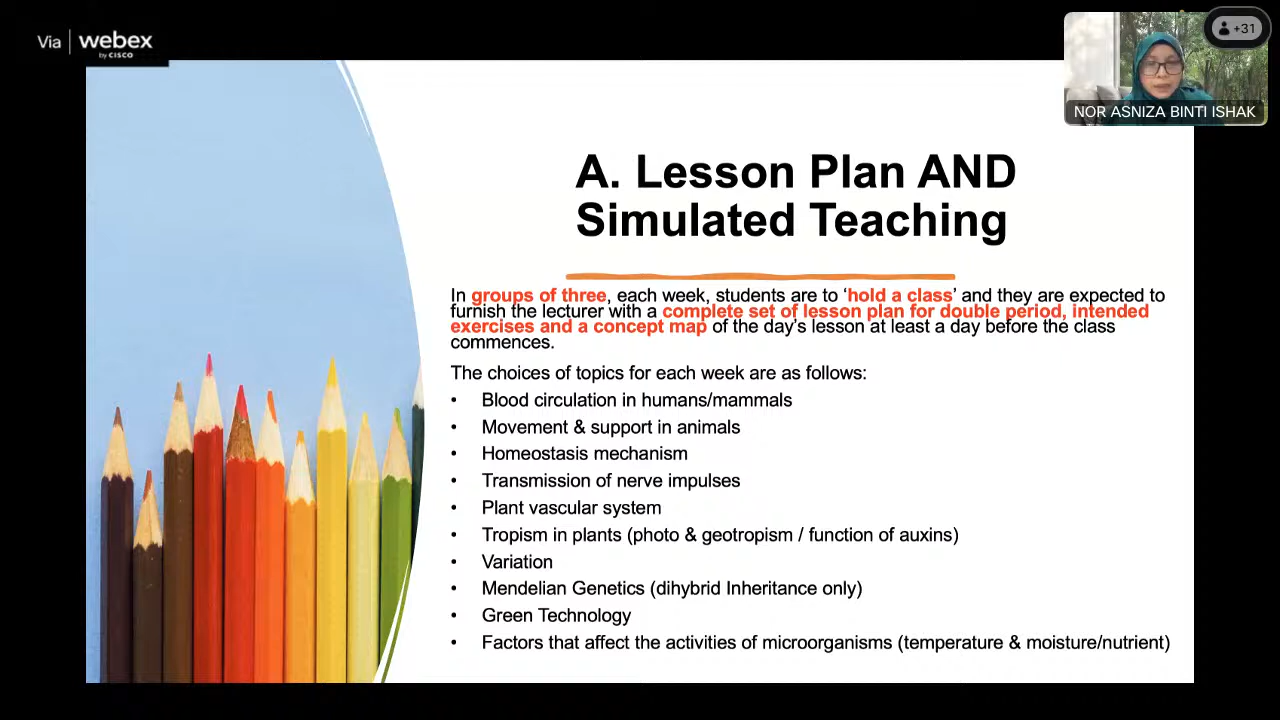 Via webex
by CISCO
+31
NOR ASNIZA BINTI ISHAK
A. Lesson Plan AND
Simulated Teaching
In groups of three, each week, students are to ‘hold a class’ and they are expected to
furnish the lecturer with a complete set of lesson plan for double period, intended
exercises and a concept map of the day's lesson at least a day before the class
commences.
The choices of topics for each week are as follows:
• Blood circulation in humans/mammals
• Movement & support in animals
• Homeostasis mechanism
• Transmission of nerve impulses
• Plant vascular system
• Tropism in plants (photo & geotropism / function of auxins)
• Variation
• Mendelian Genetics (dihybrid Inheritance only)
• Green Technology
• Factors that affect the activities of microorganisms (temperature & moisture/nutrient)